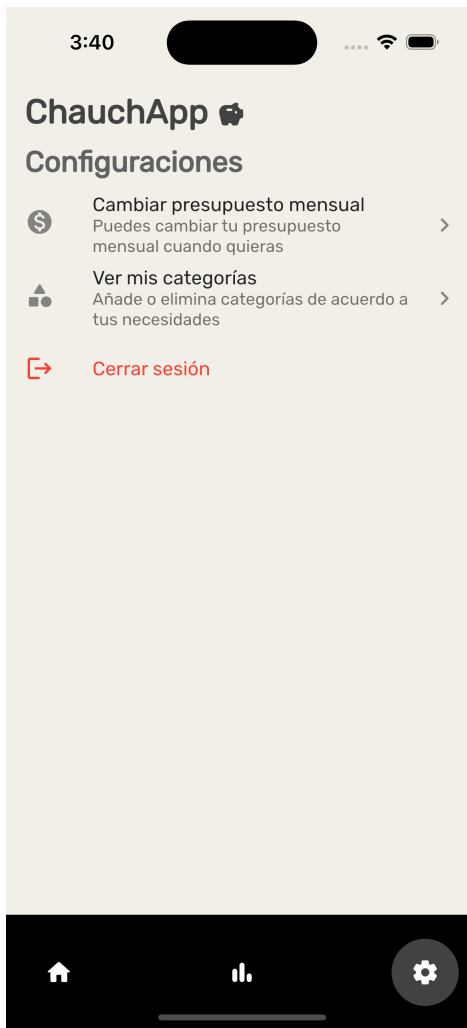 3:40
ChauchApp
Configuraciones
Cambiar presupuesto mensual
Puedes cambiar tu presupuesto
mensual cuando quieras
Ver mis categorías
Añade o elimina categorías de acuerdo a
tus necesidades
Cerrar sesión